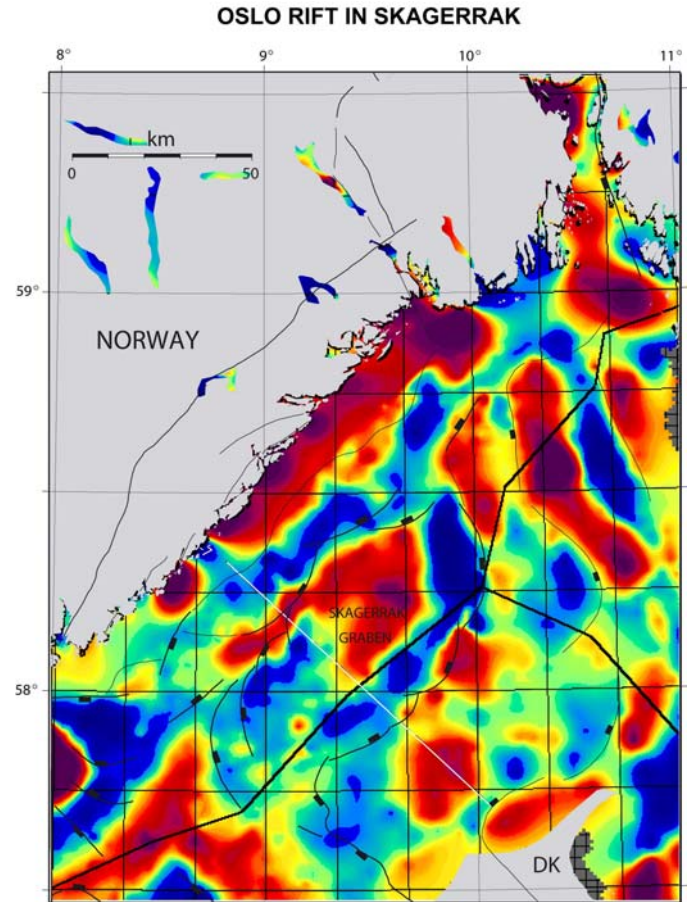 OSLO RIFT IN SKAGERRAK
8°
9°
10°
11°
km
0
50
59°
NORWAY
SKAGERRAK
GRABEN
58°
DK